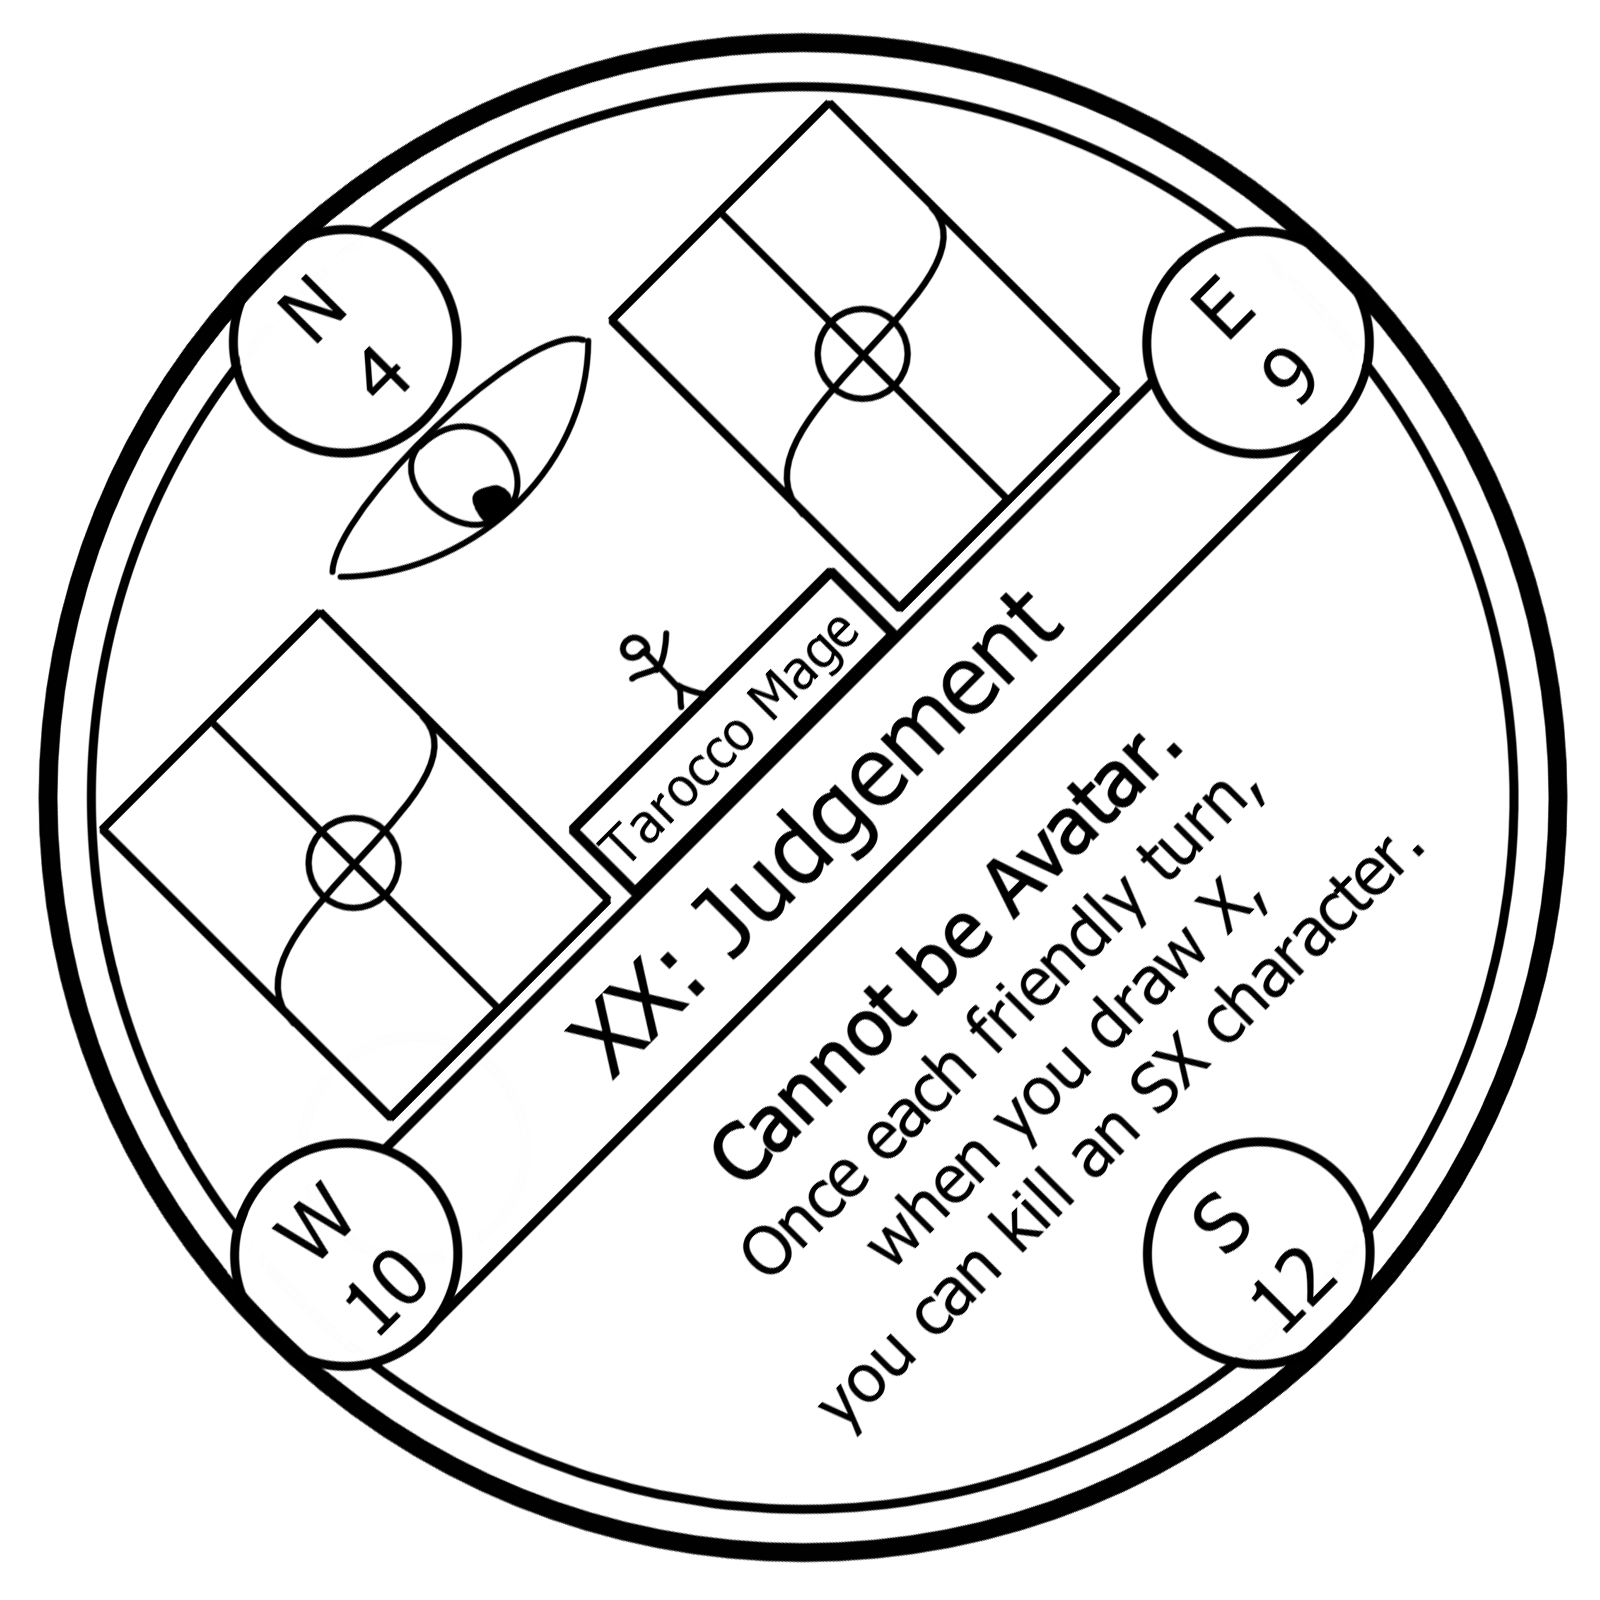 N
4
E
9
Tarocco Mage
XX: Judgement
Cannot be Avatar.
Once each friendly turn,
when you draw X,
you can kill an SX character.
W
10
S
12